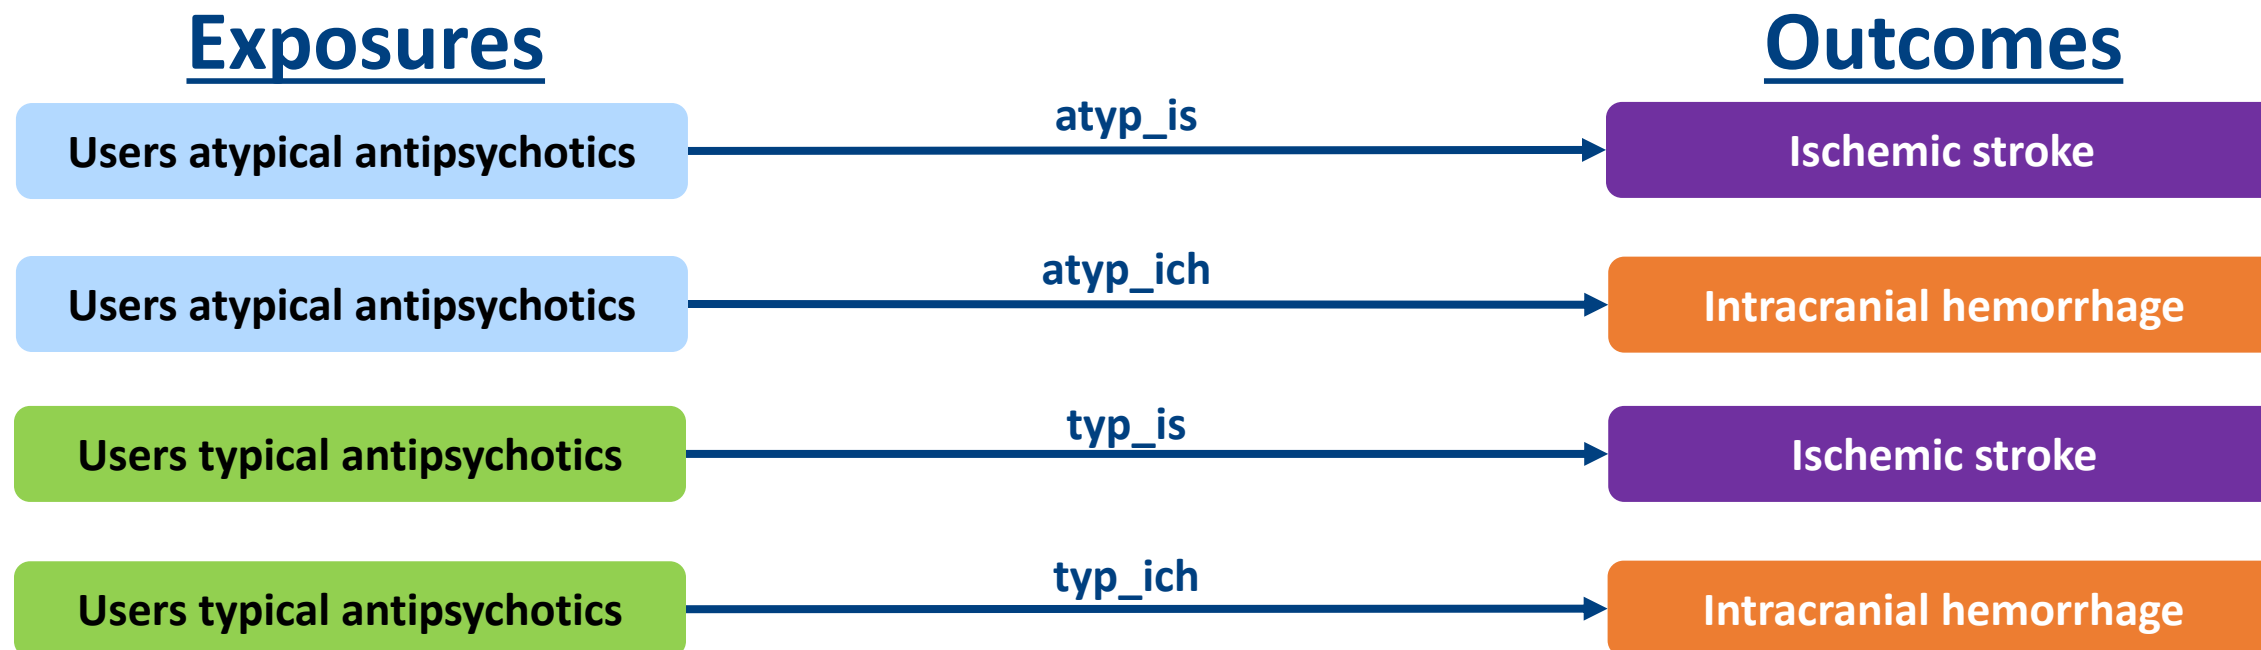 Exposures
Outcomes
Users atypical antipsychotics
atyp_is
Ischemic stroke
Users atypical antipsychotics
atyp_ich
Intracranial hemorrhage
Users typical antipsychotics
typ_is
Ischemic stroke
Users typical antipsychotics
typ_ich
Intracranial hemorrhage